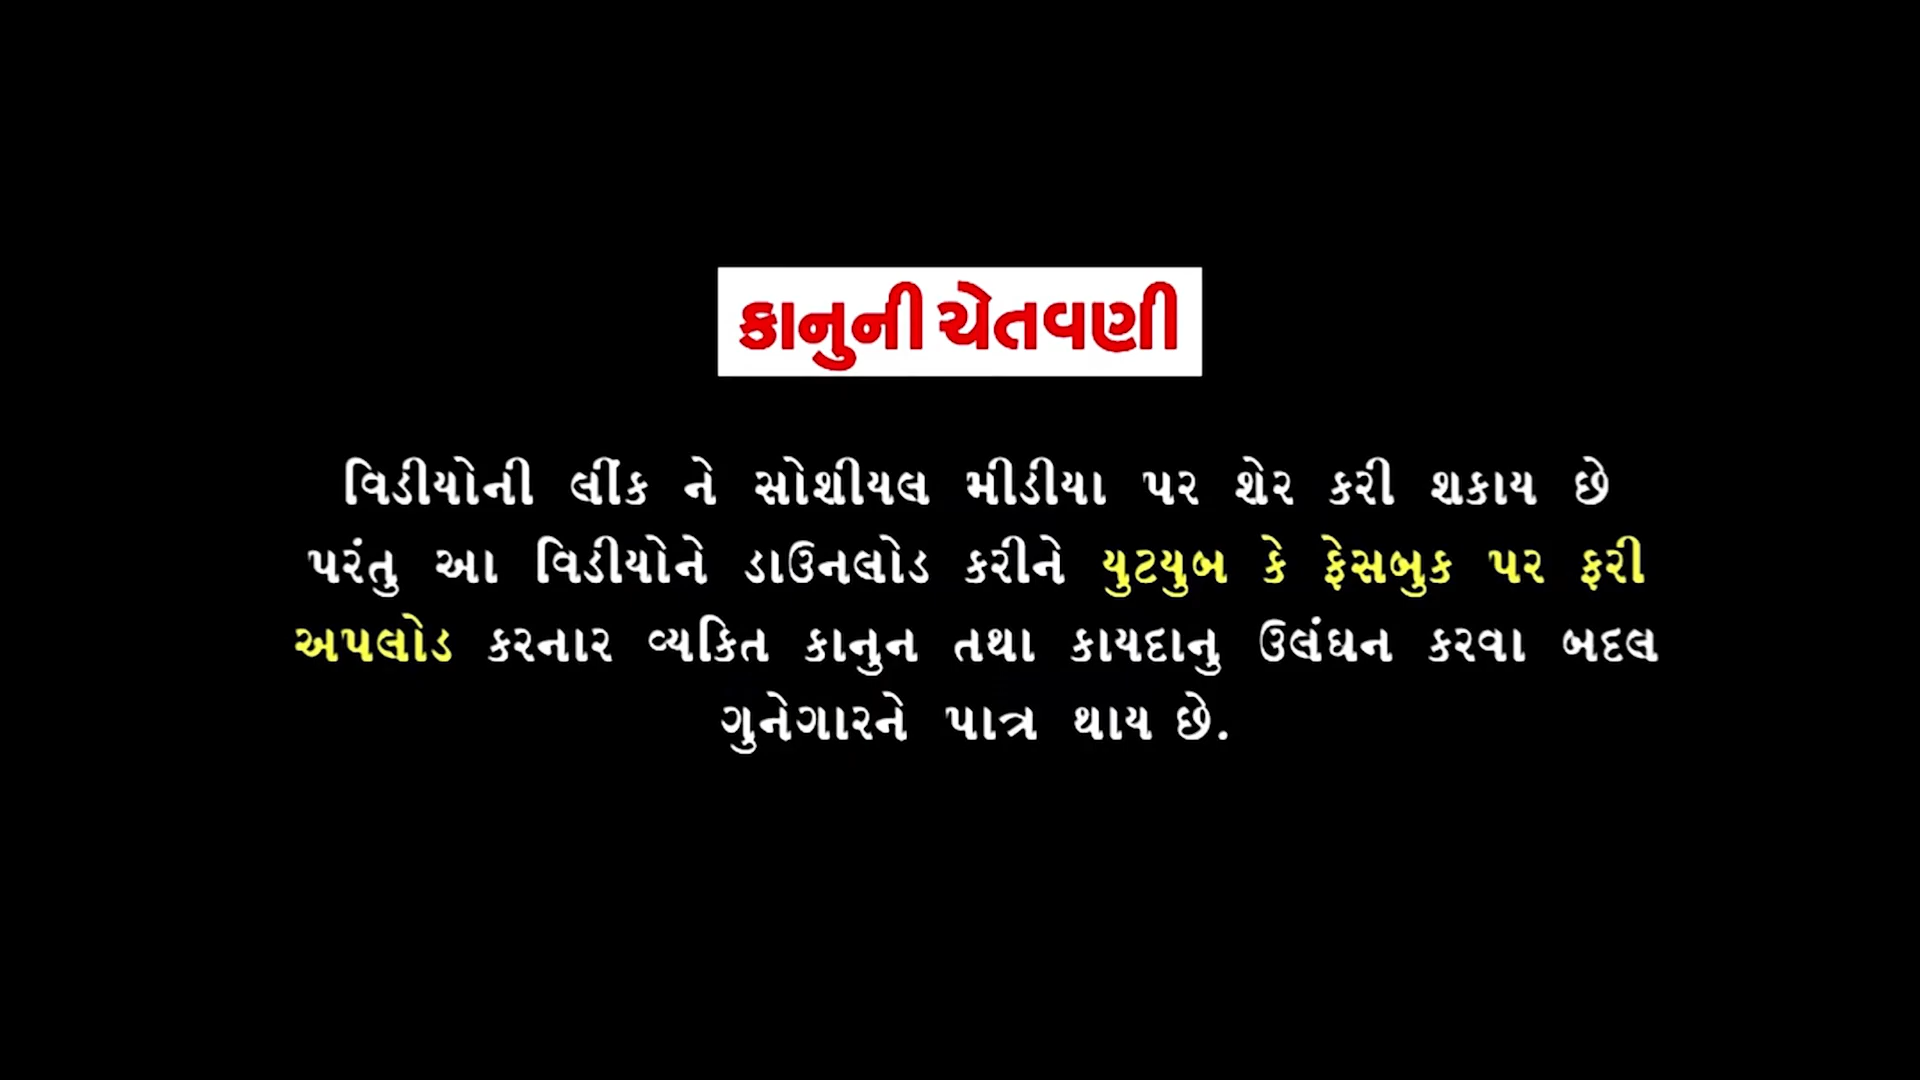 કાનુની ચેતવણી
વિડીયોની લીંક ને સોશીયલ મીડીયા પર શેર કરી શકાય છે
પરંતુ આ વિડીયોને ડાઉનલોડ કરીને યુટયુબ કે ફેસબુક પર ફરી
અપલોડ કરનાર વ્યકિત કાનુન તથા કાયદાનુ ઉલંઘન કરવા બદલ
ગુનેગારને પાત્ર થાય છે.